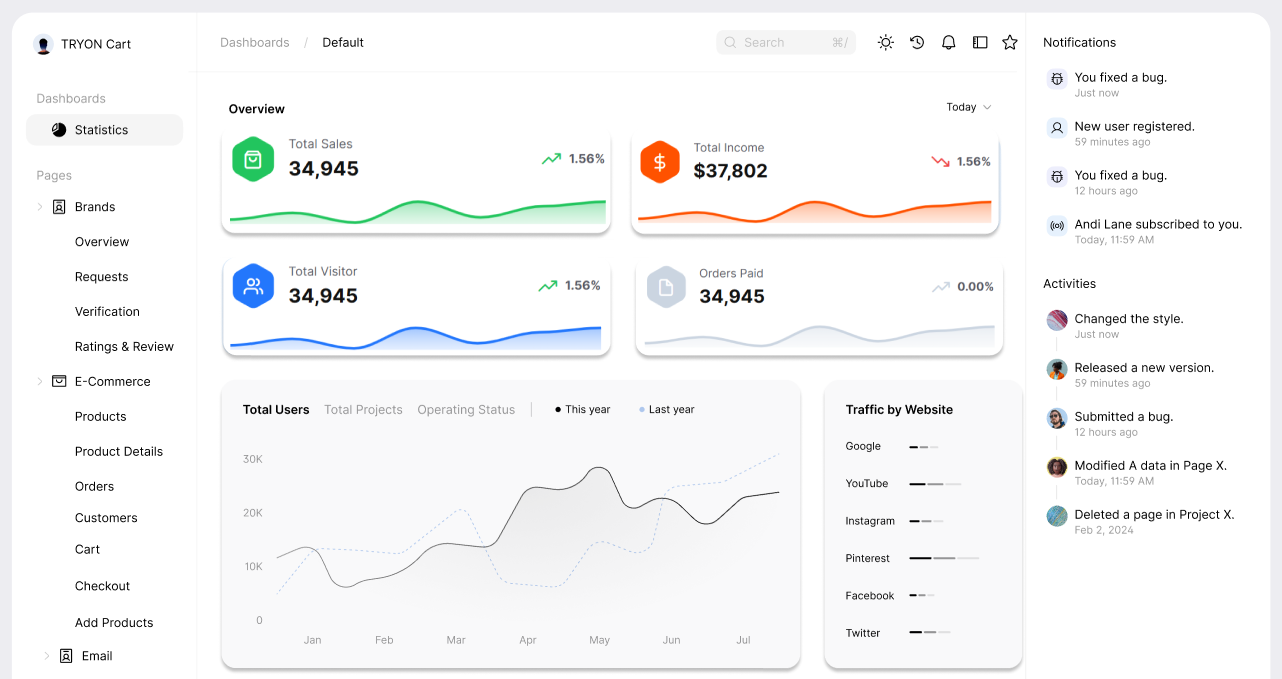 TRYON Cart
Dashboards
Statistics
Pages
Brands
Overview
Requests
Verification
Ratings & Review
E-Commerce
Products
Product Details
Orders
Customers
Cart
Checkout
Add Products
Email
Dashboards / Default
Search ⌘/
Overview
Today
Total Sales
34,945
1.56%
Total Income
$37,802
1.56%
Total Visitor
34,945
1.56%
Orders Paid
34,945
0.00%
Total Users Total Projects Operating Status | This year Last year
30K
20K
10K
0
Jan Feb Mar Apr May Jun Jul
Traffic by Website
Google
YouTube
Instagram
Pinterest
Facebook
Twitter
Notifications
You fixed a bug.
Just now
New user registered.
59 minutes ago
You fixed a bug.
12 hours ago
Andi Lane subscribed to you.
Today, 11:59 AM
Activities
Changed the style.
Just now
Released a new version.
59 minutes ago
Submitted a bug.
12 hours ago
Modified A data in Page X.
Today, 11:59 AM
Deleted a page in Project X.
Feb 2, 2024